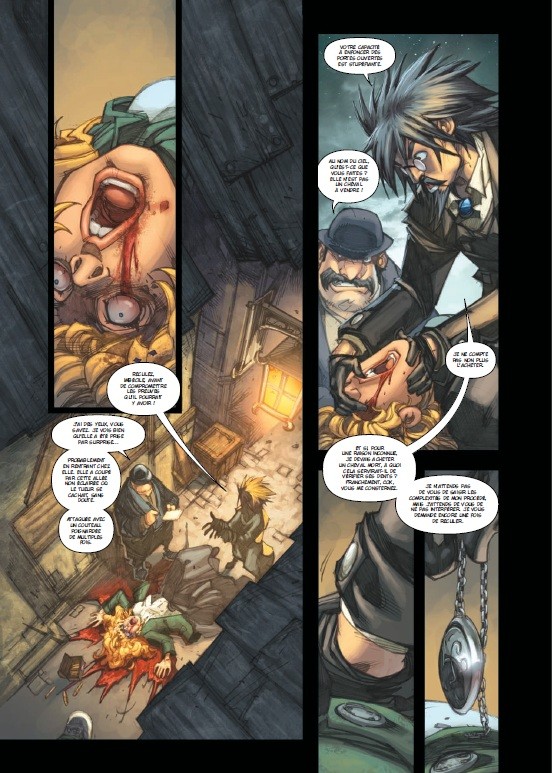 RECULEZ,
IMBÉCILE, AVANT
DE COMPROMETTRE
LES PREUVES
QU'IL POURRAIT
Y AVOIR !
J'AI DES YEUX, VOUS
SAVEZ. JE VOIS BIEN
QU'ELLE A ÉTÉ PRISE
PAR SURPRISE...
PROBABLEMENT
EN RENTRANT CHEZ
ELLE. ELLE A COUPÉ
PAR CETTE ALLÉE
NON ÉCLAIRÉE OÙ
LE TUEUR SE
CACHAIT, SANS
DOUTE.
ATTAQUÉE AVEC
UN COUTEAU,
POIGNARDÉE
DE MULTIPLES
FOIS.
VOTRE CAPACITÉ
À ENFONCER DES
PORTES OUVERTES
EST STUPÉFIANTE.
AU NOM DU CIEL,
QU'EST-CE QUE
VOUS FAITES ?
ELLE N'EST PAS
UN CHEVAL
À VENDRE !
JE NE COMPTE
PAS NON PLUS
L'ACHETER.
ET SI POUR
UNE RAISON INCONNUE,
JE DEVAIS ACHETER
UN CHEVAL MORT, À QUOI
CELA SERVIRAIT-IL DE
VÉRIFIER SES DENTS ?
FRANCHEMENT, COX,
VOUS ME CONSTERNEZ.
JE N'ATTENDS PAS
DE VOUS DE SAISIR LES
COMPLEXITÉS DE MON PROCÉDÉ,
MAIS J'ATTENDS DE VOUS DE
NE PAS INTERFÉRER. JE VOUS
DEMANDE ENCORE UNE FOIS
DE RECULER.